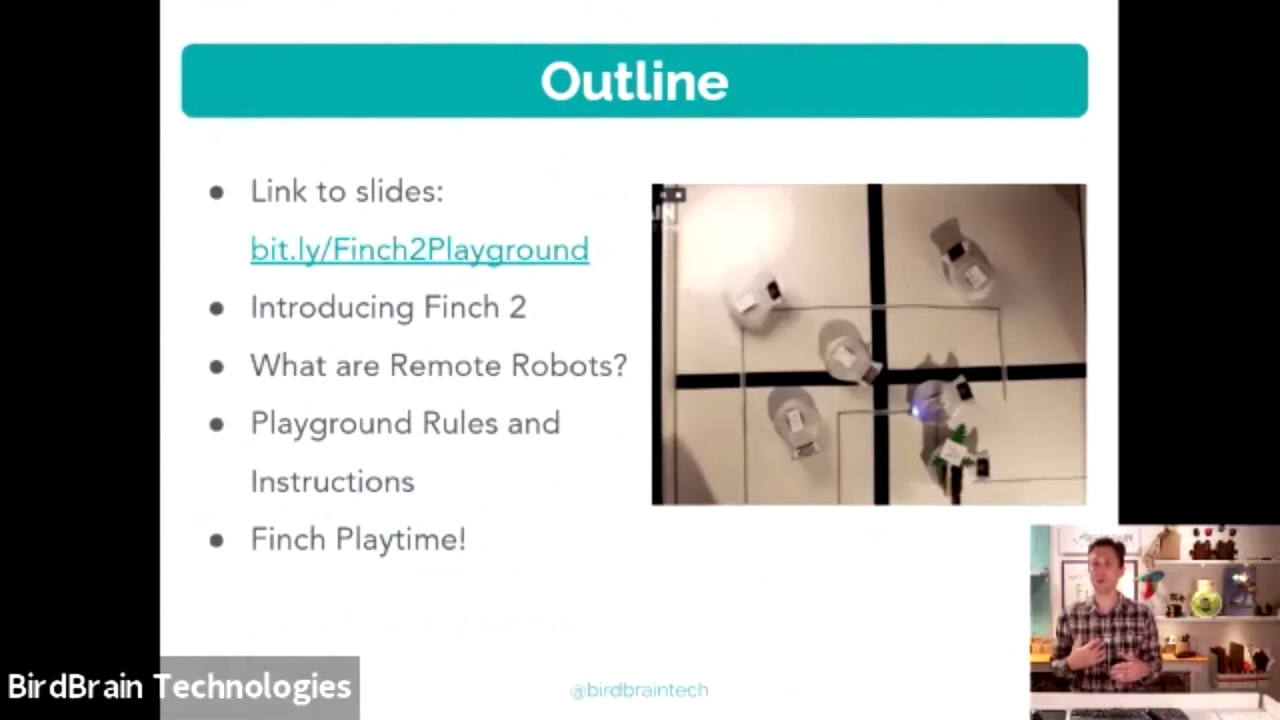 Outline
Link to slides:
bit.ly/Finch2Playground
Introducing Finch 2
What are Remote Robots?
Playground Rules and
Instructions
Finch Playtime!
BirdBrain Technologies
@birdbraintech